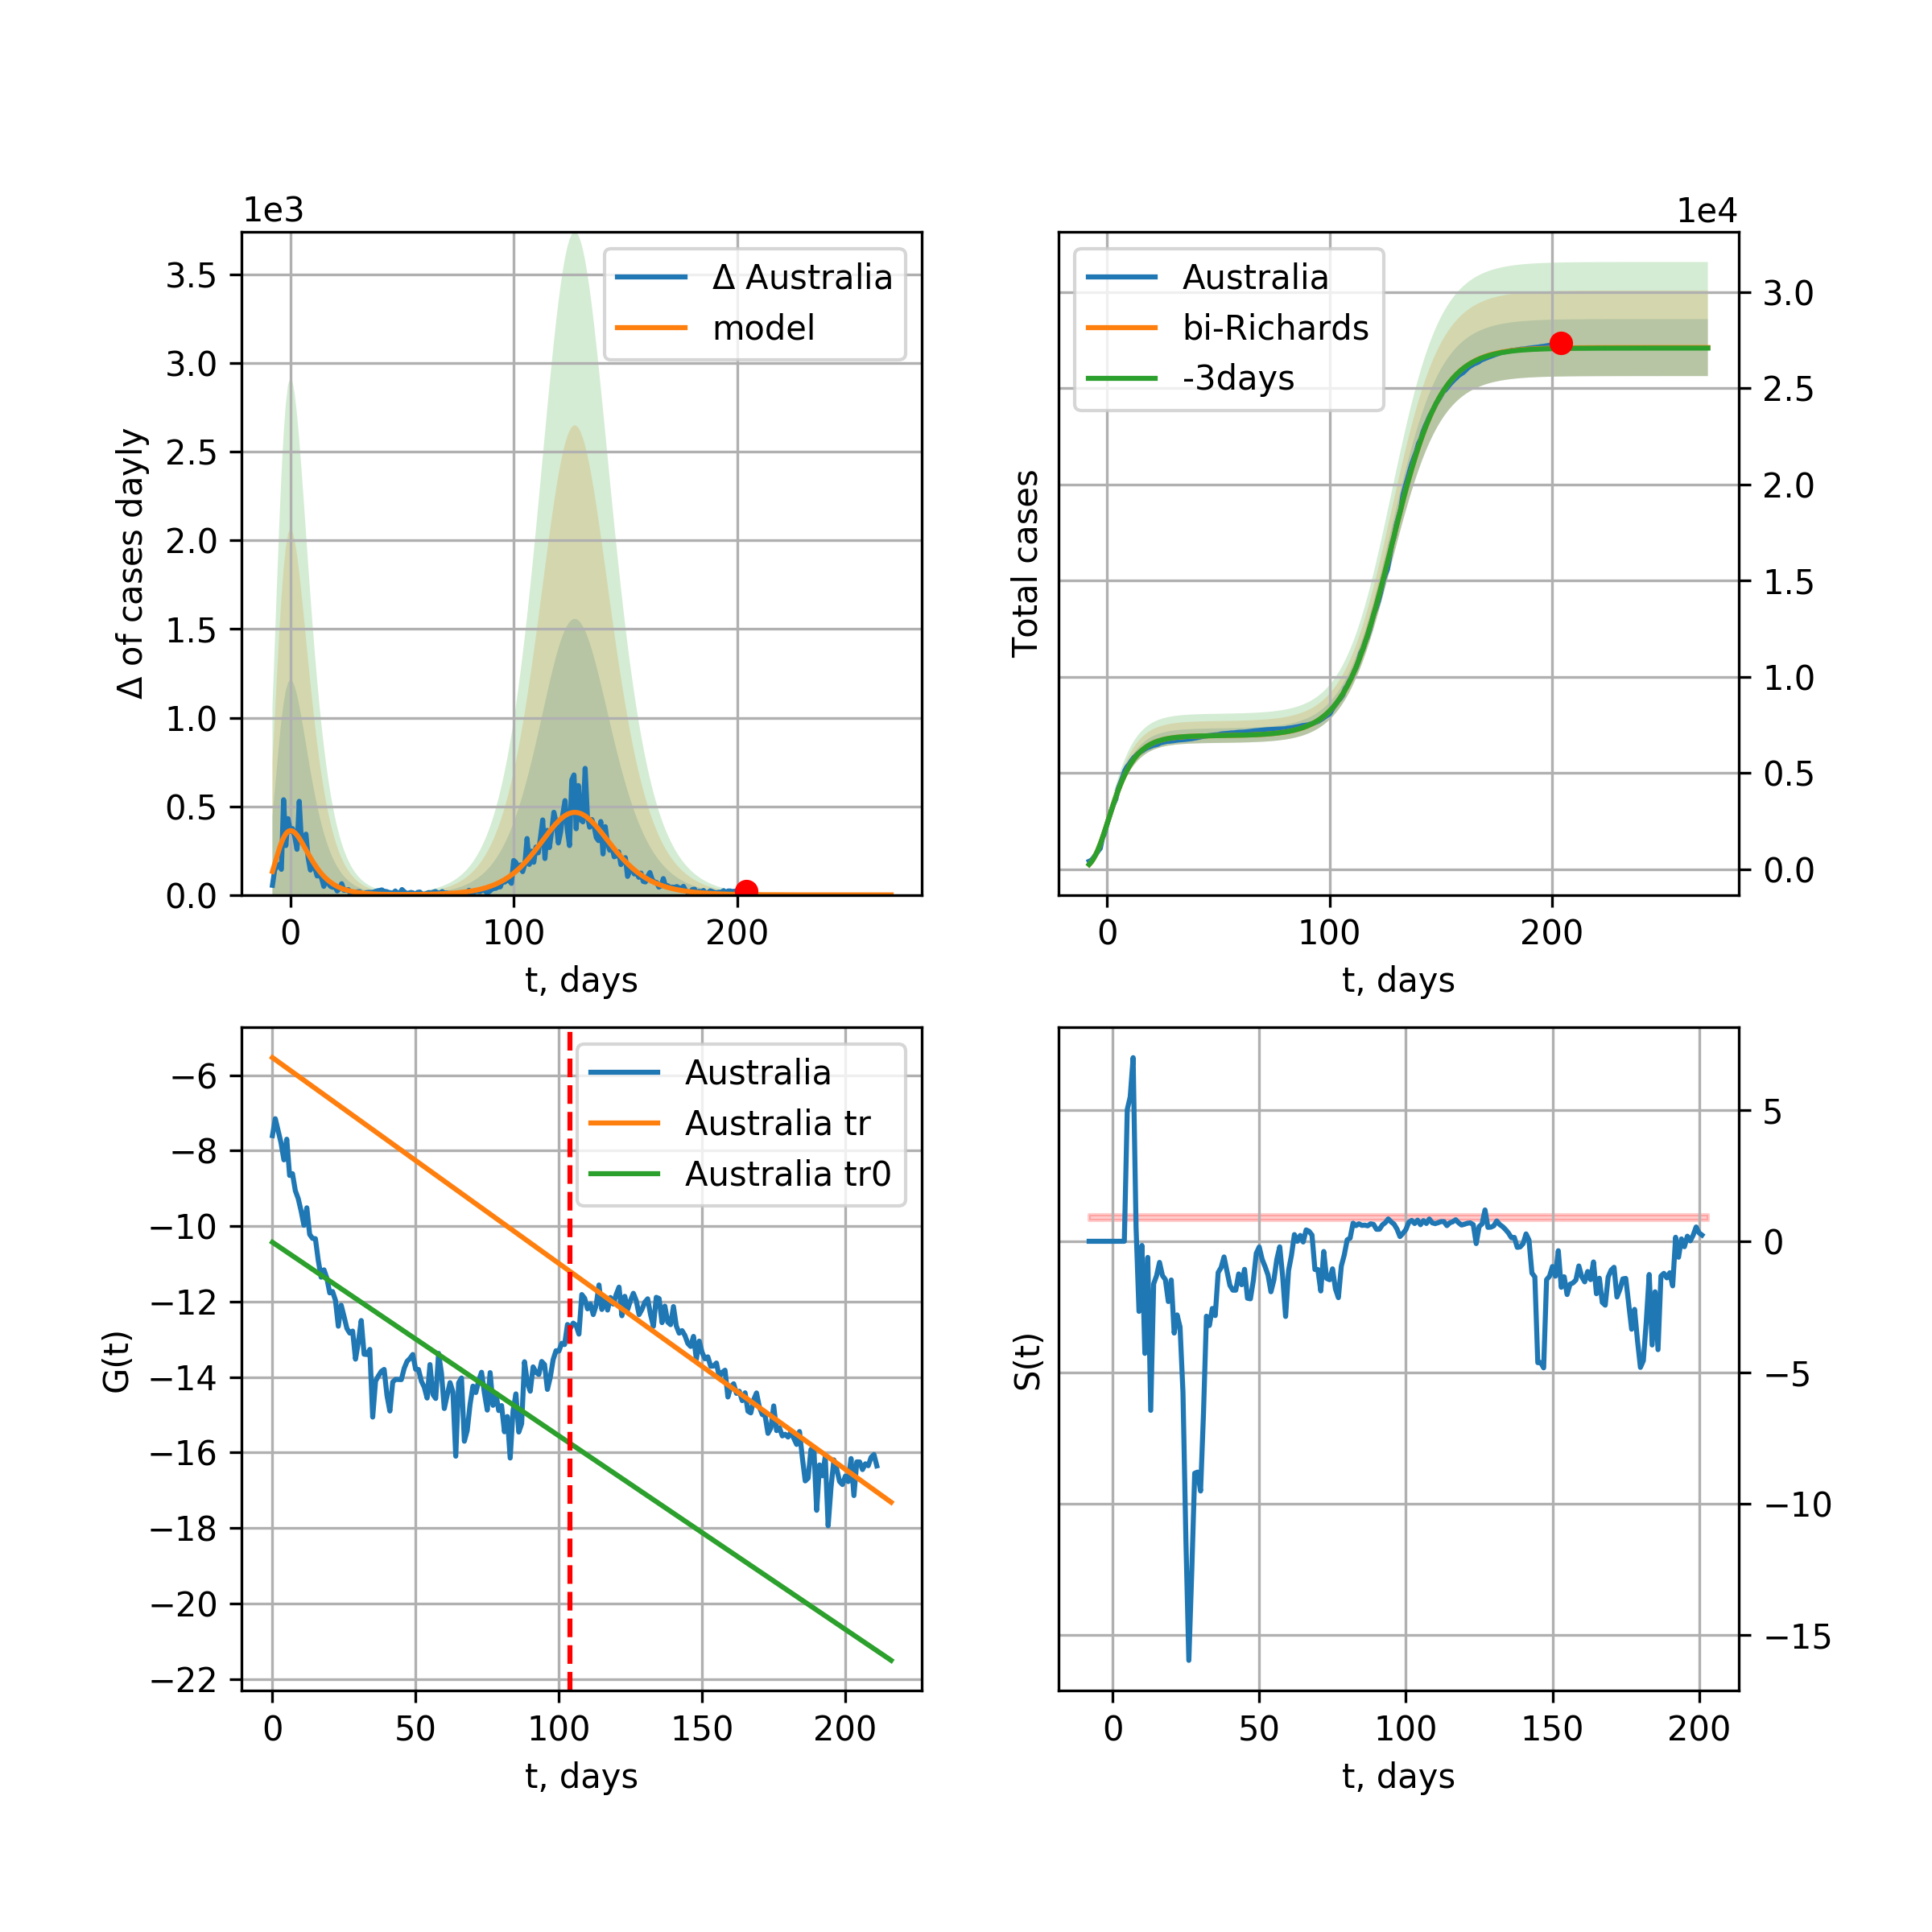 1e3
3.5
3.0
2.5
2.0
1.5
1.0
0.5
0.0
Δ of cases dayly
Δ Australia
model
0 100 200
t, days
1e4
Total cases
Australia
bi-Richards
-3days
3.0
2.5
2.0
1.5
1.0
0.5
0.0
0 100 200
t, days
−6
−8
−10
−12
−14
−16
−18
−20
−22
G(t)
Australia
Australia tr
Australia tr0
0 50 100 150 200
t, days
S(t)
5
0
−5
−10
−15
0 50 100 150 200
t, days